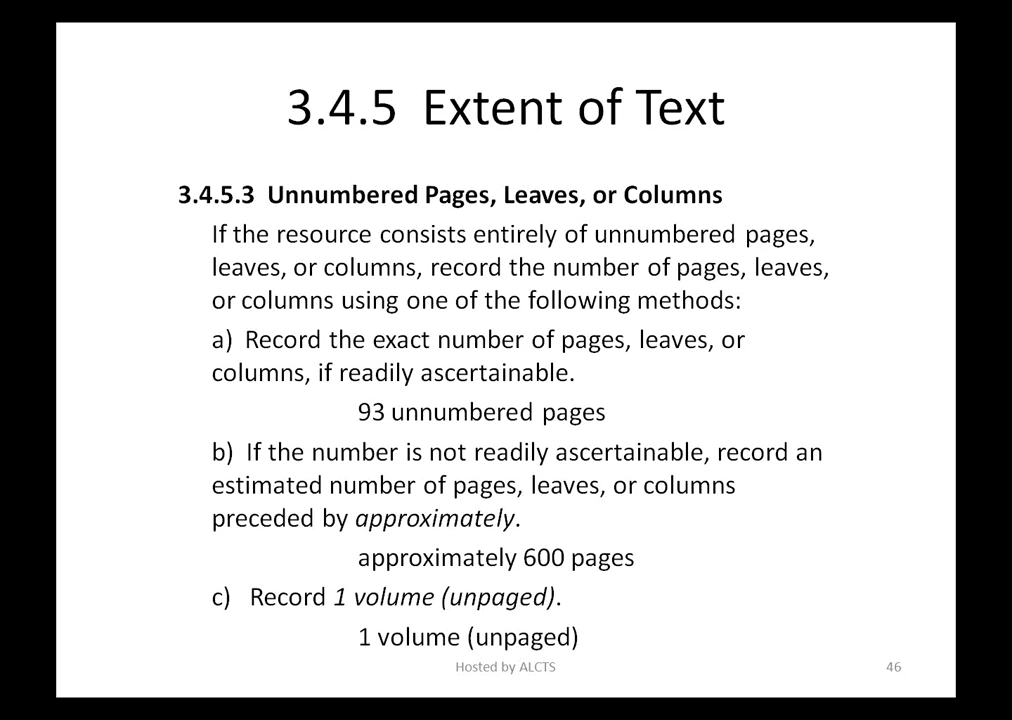 3.4.5 Extent of Text
3.4.5.3 Unnumbered Pages, Leaves, or Columns
If the resource consists entirely of unnumbered pages,
leaves, or columns, record the number of pages, leaves,
or columns using one of the following methods:
a) Record the exact number of pages, leaves, or
columns, if readily ascertainable.
93 unnumbered pages
b) If the number is not readily ascertainable, record an
estimated number of pages, leaves, or columns
preceded by approximately.
approximately 600 pages
c) Record 1 volume (unpaged).
1 volume (unpaged)
Hosted by ALCTS
46